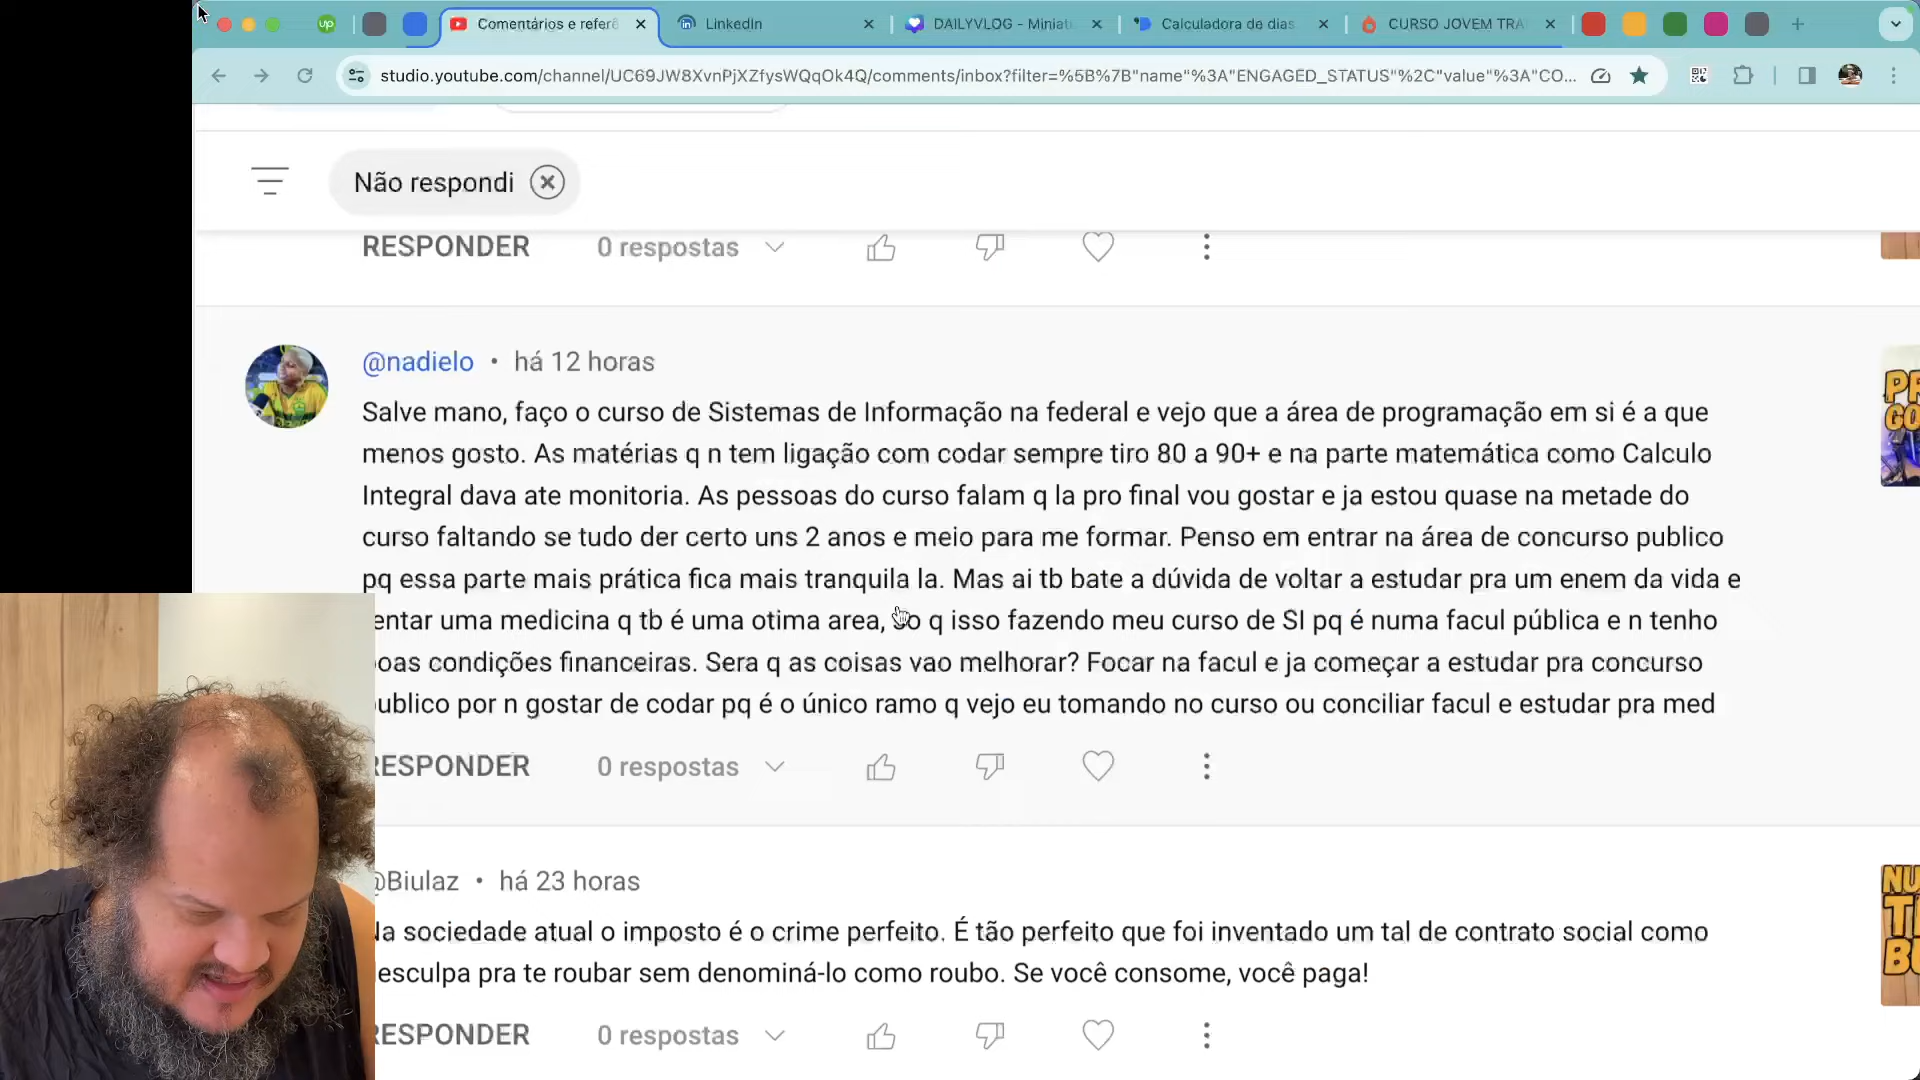 up
Comentários e referê
in
LinkedIn
DAILYVLOG - Miniat
Calculadora de dias
CURSO JOVEM TRA
studio.youtube.com/channel/UC69JW8XvnPjXZfysWQqOk4Q/comments/inbox?filter=%5B%7B"name"%3A"ENGAGED_STATUS"%2C"value"%3A"CO...
Não respondi
RESPONDER 0 respostas
@nadielo • há 12 horas
Salve mano, faço o curso de Sistemas de Informação na federal e vejo que a área de programação em si é a que
menos gosto. As matérias q n tem ligação com codar sempre tiro 80 a 90+ e na parte matemática como Calculo
Integral dava ate monitoria. As pessoas do curso falam q la pro final vou gostar e ja estou quase na metade do
curso faltando se tudo der certo uns 2 anos e meio para me formar. Penso em entrar na área de concurso publico
pq essa parte mais prática fica mais tranquila la. Mas ai tb bate a dúvida de voltar a estudar pra um enem da vida e
entar uma medicina q tb é uma otima area, o q isso fazendo meu curso de SI pq é numa facul pública e n tenho
oas condições financeiras. Sera q as coisas vao melhorar? Focar na facul e ja começar a estudar pra concurso
ublico por n gostar de codar pq é o único ramo q vejo eu tomando no curso ou conciliar facul e estudar pra med
RESPONDER 0 respostas
PR
GO
@Biulaz • há 23 horas
a sociedade atual o imposto é o crime perfeito. É tão perfeito que foi inventado um tal de contrato social como
esculpa pra te roubar sem denominá-lo como roubo. Se você consome, você paga!
RESPONDER 0 respostas
NU
TI
BU